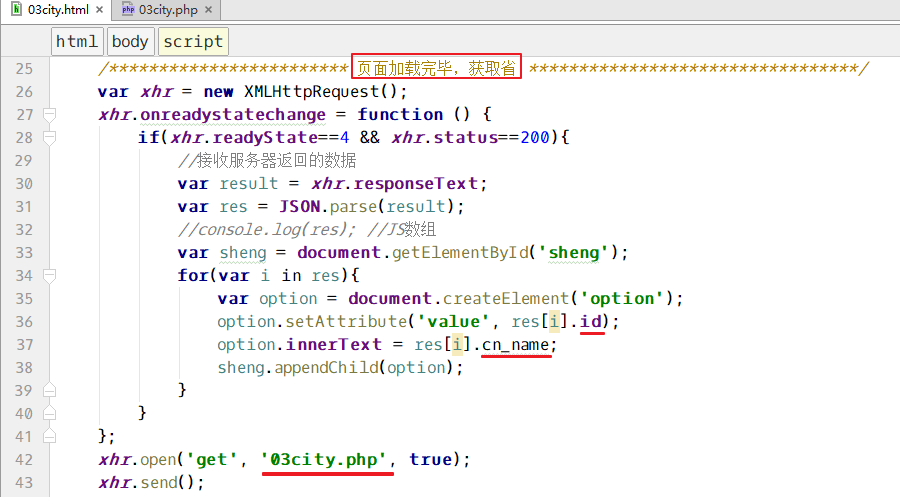 03city.html × 03city.php ×
html body script
25 /************************ 页面加载完毕，获取省 *********************************/
26 var xhr = new XMLHttpRequest();
27 xhr.onreadystatechange = function () {
28 if(xhr.readyState==4 && xhr.status==200){
29 //接收服务器返回的数据
30 var result = xhr.responseText;
31 var res = JSON.parse(result);
32 //console.log(res); //JS数组
33 var sheng = document.getElementById('sheng');
34 for(var i in res){
35 var option = document.createElement('option');
36 option.setAttribute('value', res[i].id);
37 option.innerText = res[i].cn_name;
38 sheng.appendChild(option);
39 }
40 }
41 };
42 xhr.open('get', '03city.php', true);
43 xhr.send();